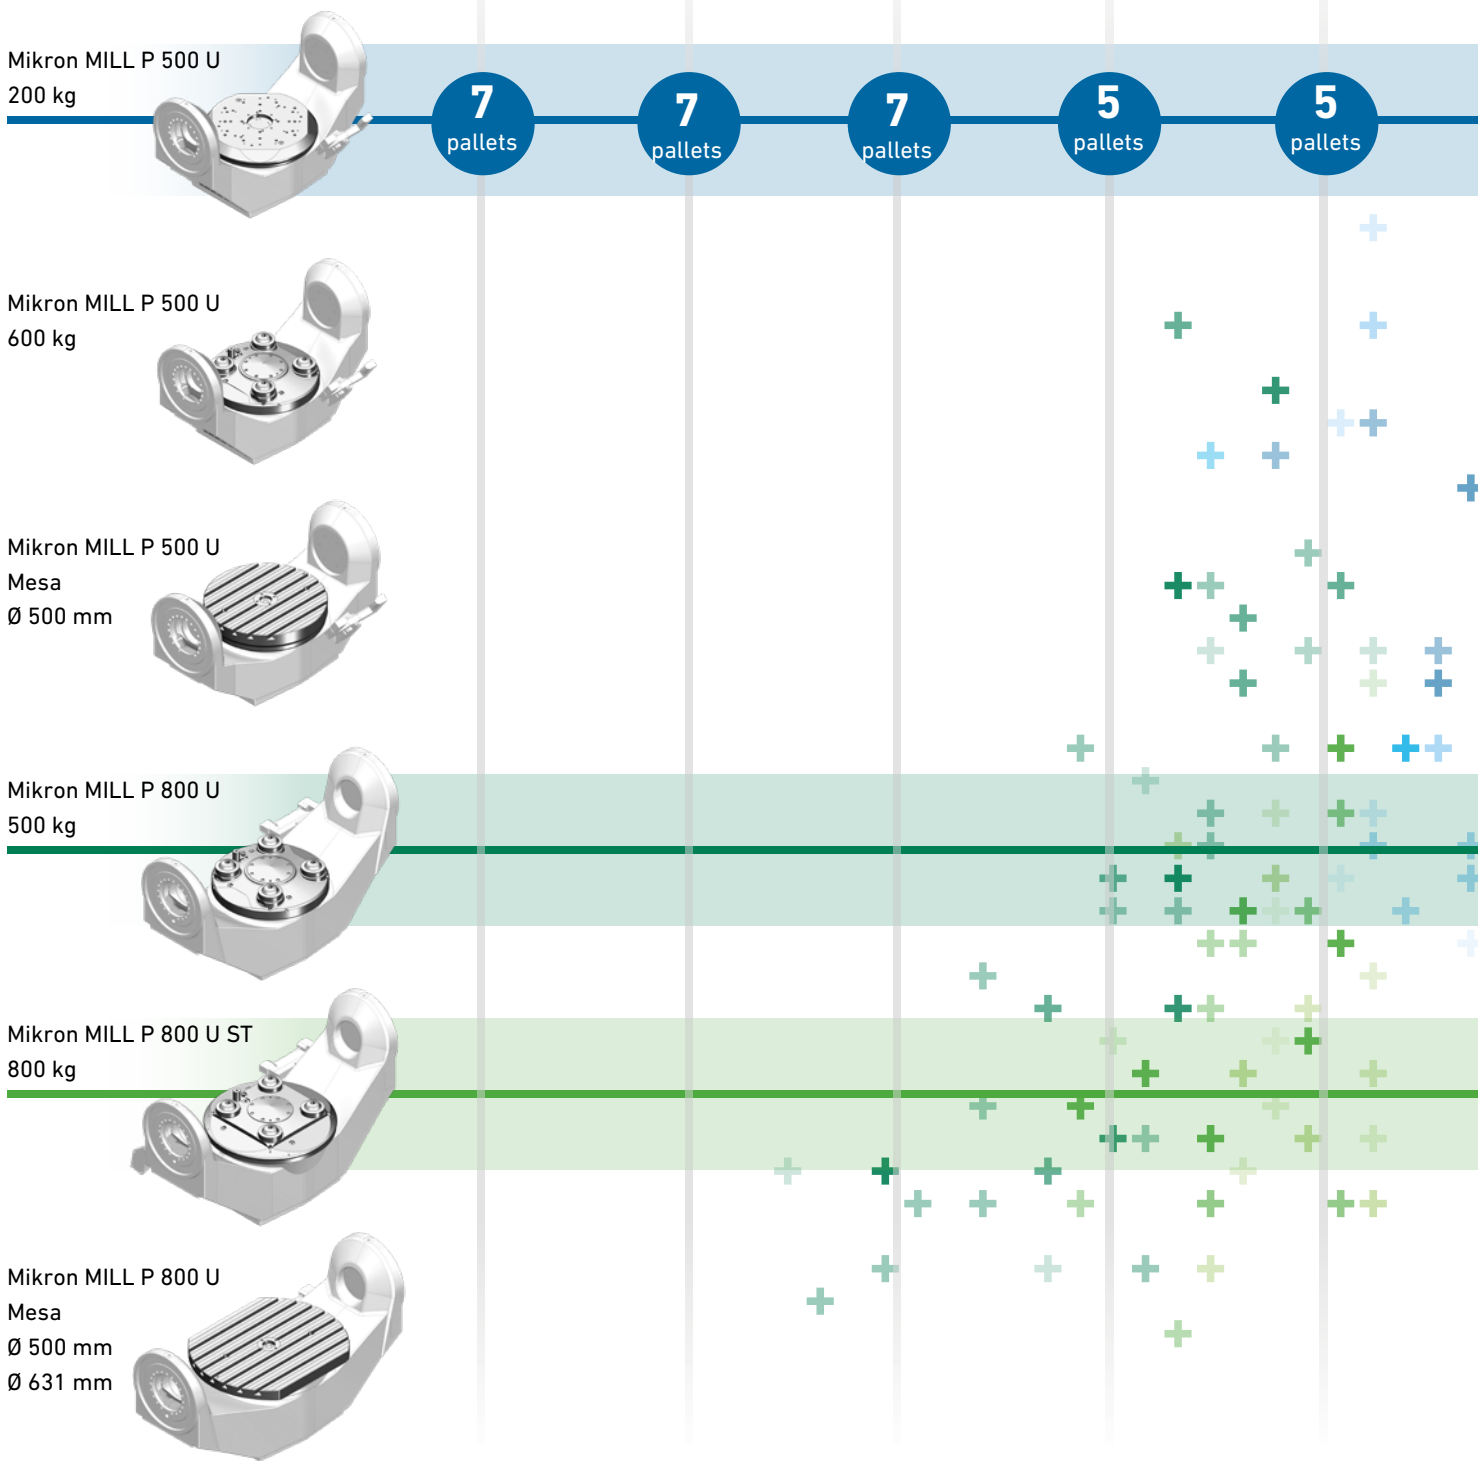 Mikron MILL P 500 U
200 kg
7
pallets
7
pallets
7
pallets
5
pallets
5
pallets
Mikron MILL P 500 U
600 kg
Mikron MILL P 500 U
Mesa
Ø 500 mm
Mikron MILL P 800 U
500 kg
Mikron MILL P 800 U ST
800 kg
Mikron MILL P 800 U
Mesa
Ø 500 mm
Ø 631 mm